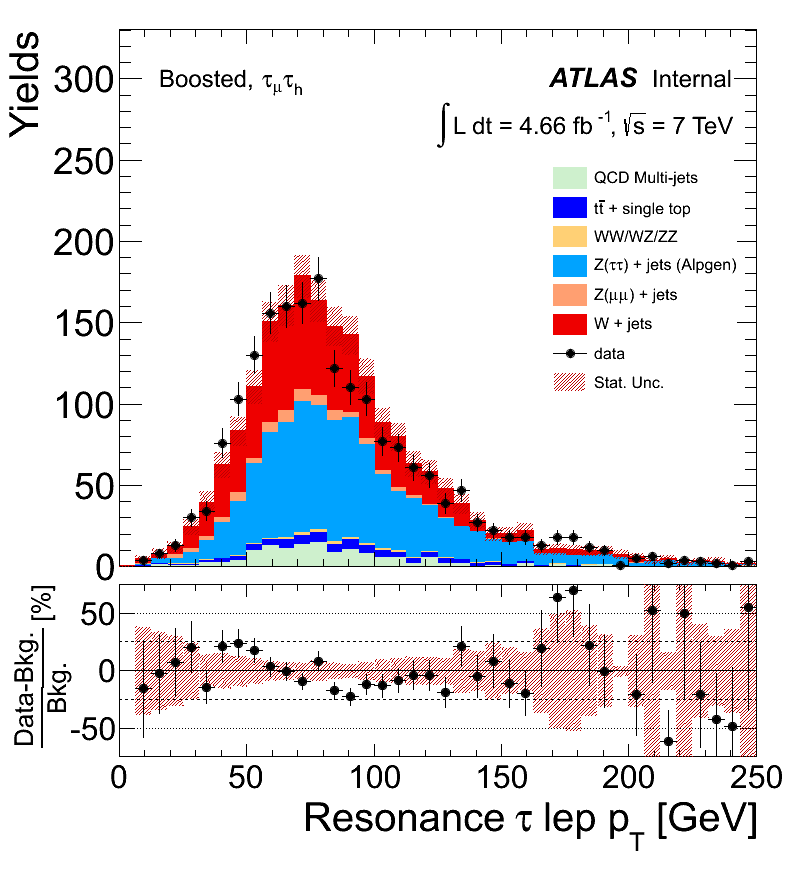 Yields
300
250
200
150
100
50
0
Boosted, τμτh
ATLAS Internal
∫L dt = 4.66 fb⁻¹, √s = 7 TeV
QCD Multi-jets
tt̄ + single top
WW/WZ/ZZ
Z(ττ) + jets (Alpgen)
Z(μμ) + jets
W + jets
data
Stat. Unc.
Data-Bkg.
Bkg.
[%]
50
0
-50
0 50 100 150 200 250
Resonance τ lep pT [GeV]